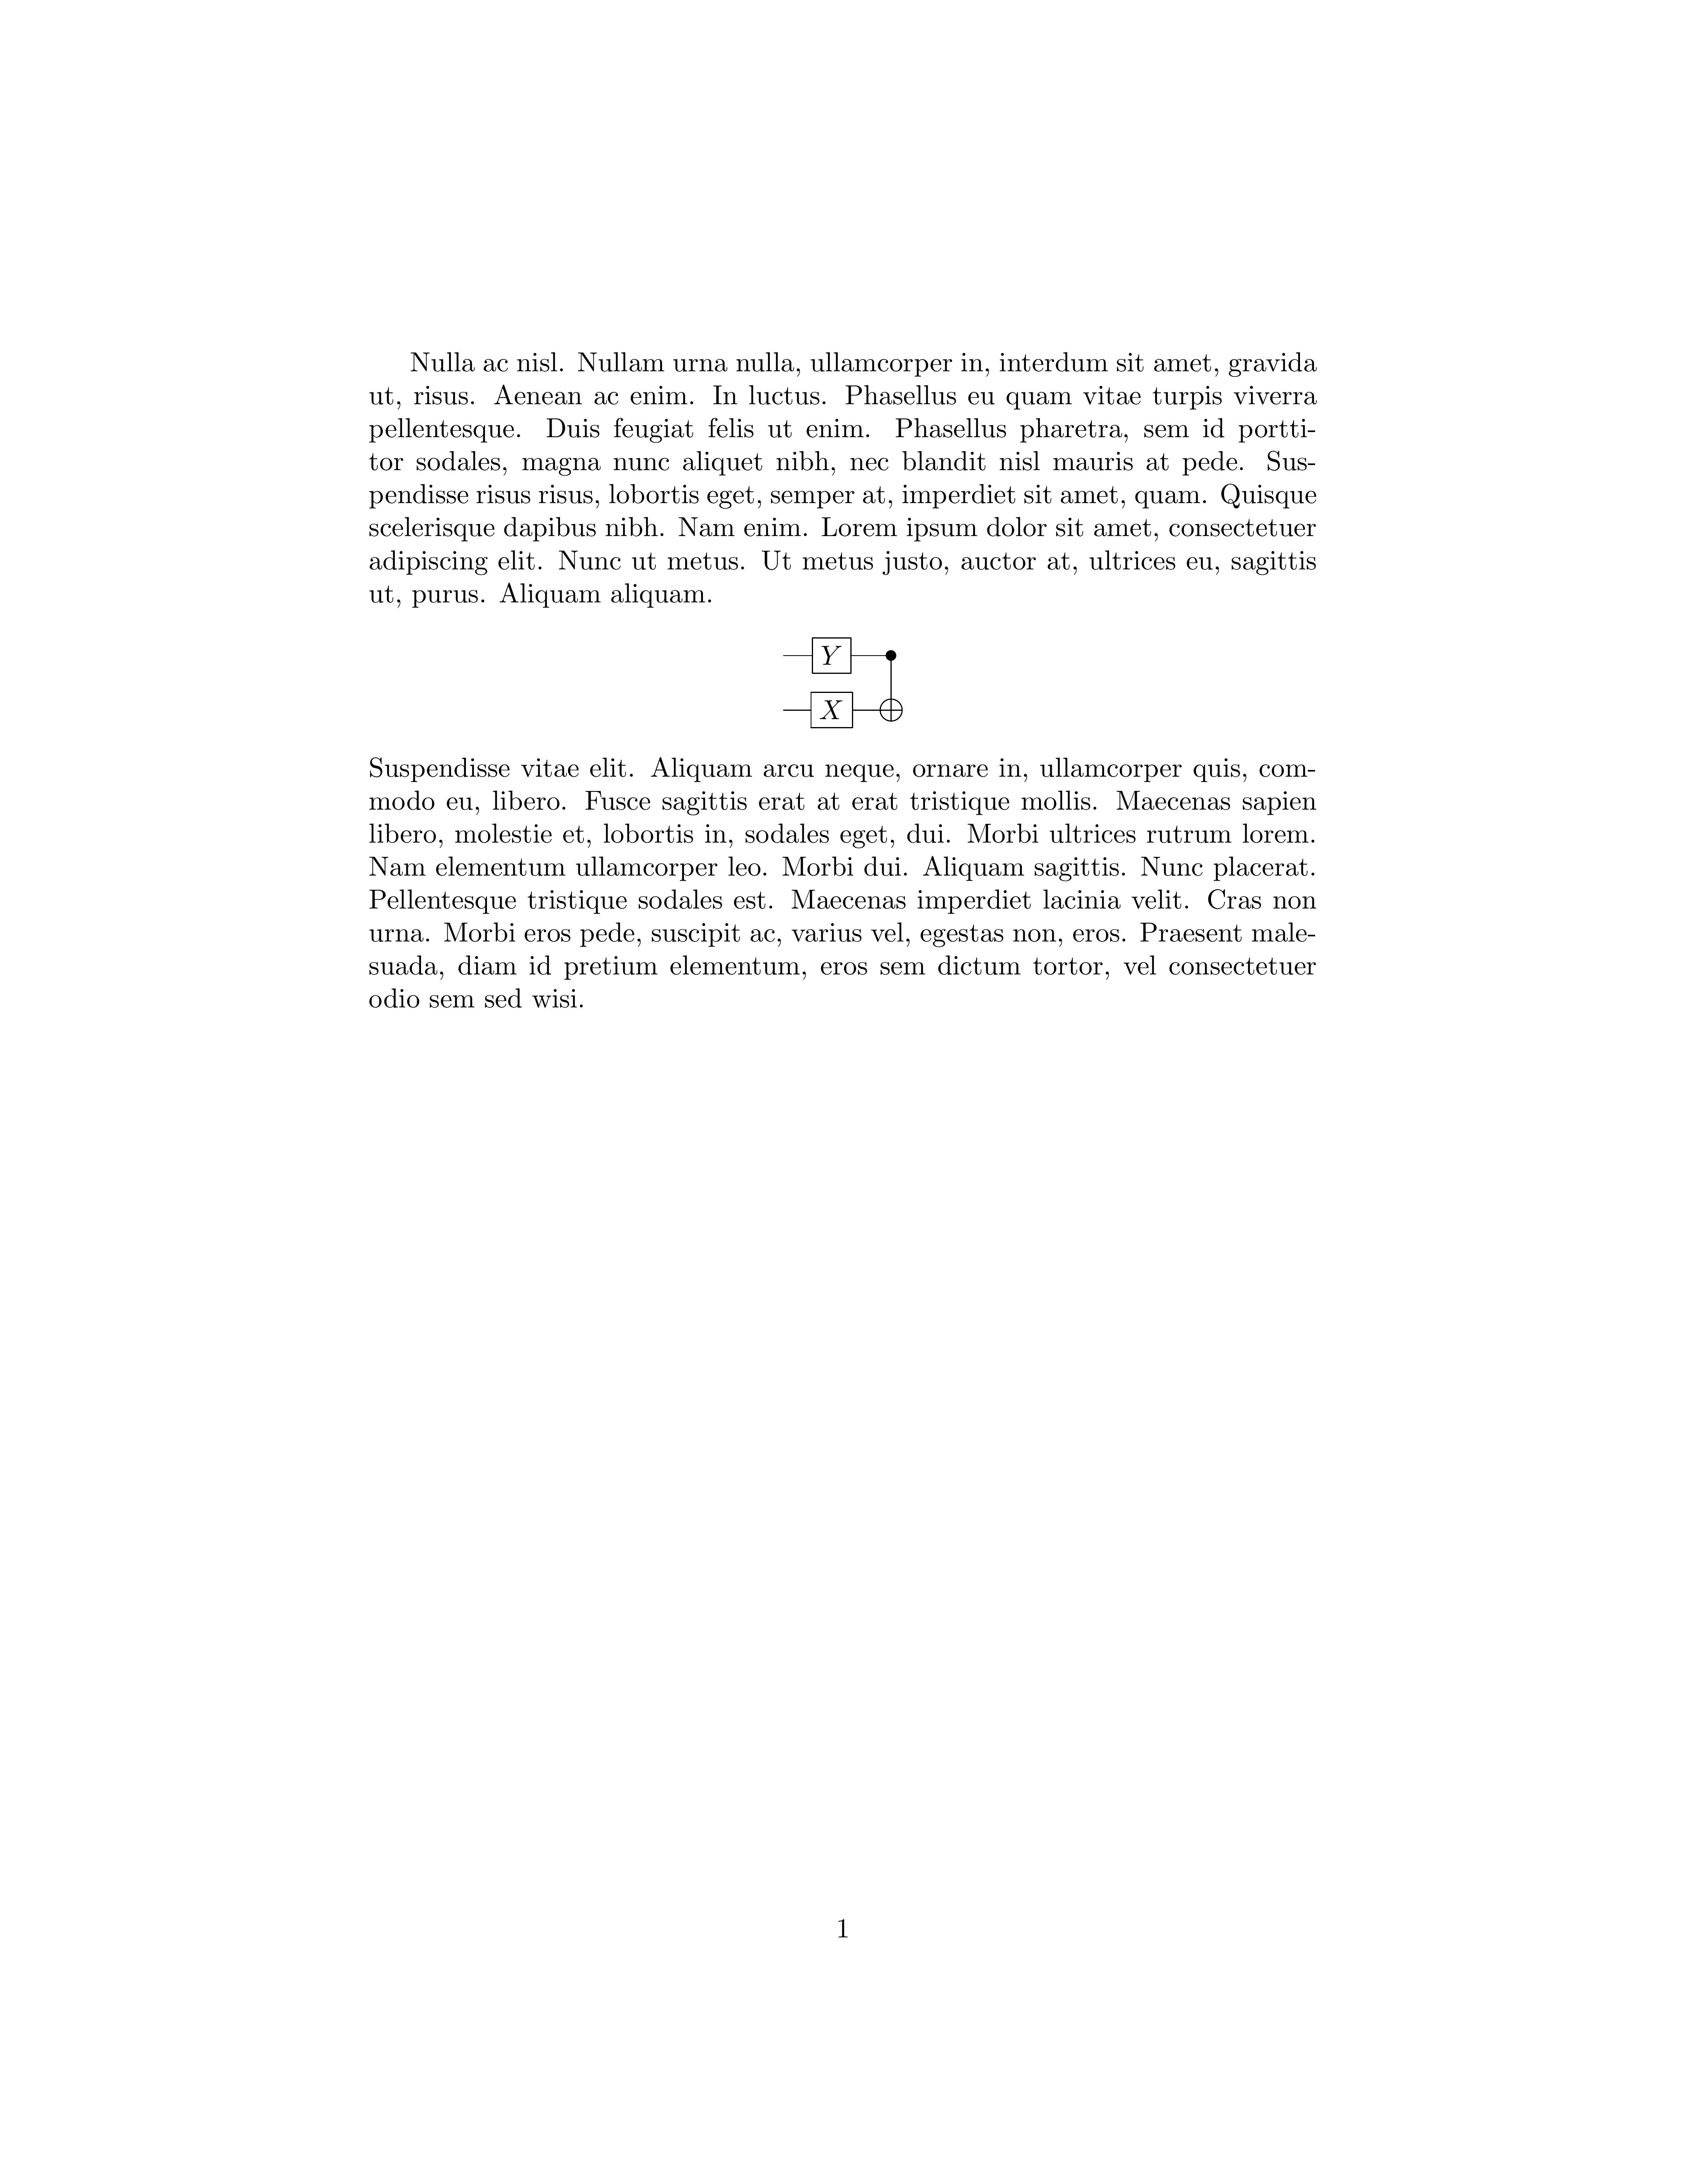 Nulla ac nisl. Nullam urna nulla, ullamcorper in, interdum sit amet, gravida
ut, risus. Aenean ac enim. In luctus. Phasellus eu quam vitae turpis viverra
pellentesque. Duis feugiat felis ut enim. Phasellus pharetra, sem id portti-
tor sodales, magna nunc aliquet nibh, nec blandit nisl mauris at pede. Sus-
pendisse risus risus, lobortis eget, semper at, imperdiet sit amet, quam. Quisque
scelerisque dapibus nibh. Nam enim. Lorem ipsum dolor sit amet, consectetuer
adipiscing elit. Nunc ut metus. Ut metus justo, auctor at, ultrices eu, sagittis
ut, purus. Aliquam aliquam.
Y
X
Suspendisse vitae elit. Aliquam arcu neque, ornare in, ullamcorper quis, com-
modo eu, libero. Fusce sagittis erat at erat tristique mollis. Maecenas sapien
libero, molestie et, lobortis in, sodales eget, dui. Morbi ultrices rutrum lorem.
Nam elementum ullamcorper leo. Morbi dui. Aliquam sagittis. Nunc placerat.
Pellentesque tristique sodales est. Maecenas imperdiet lacinia velit. Cras non
urna. Morbi eros pede, suscipit ac, varius vel, egestas non, eros. Praesent male-
suada, diam id pretium elementum, eros sem dictum tortor, vel consectetuer
odio sem sed wisi.
1